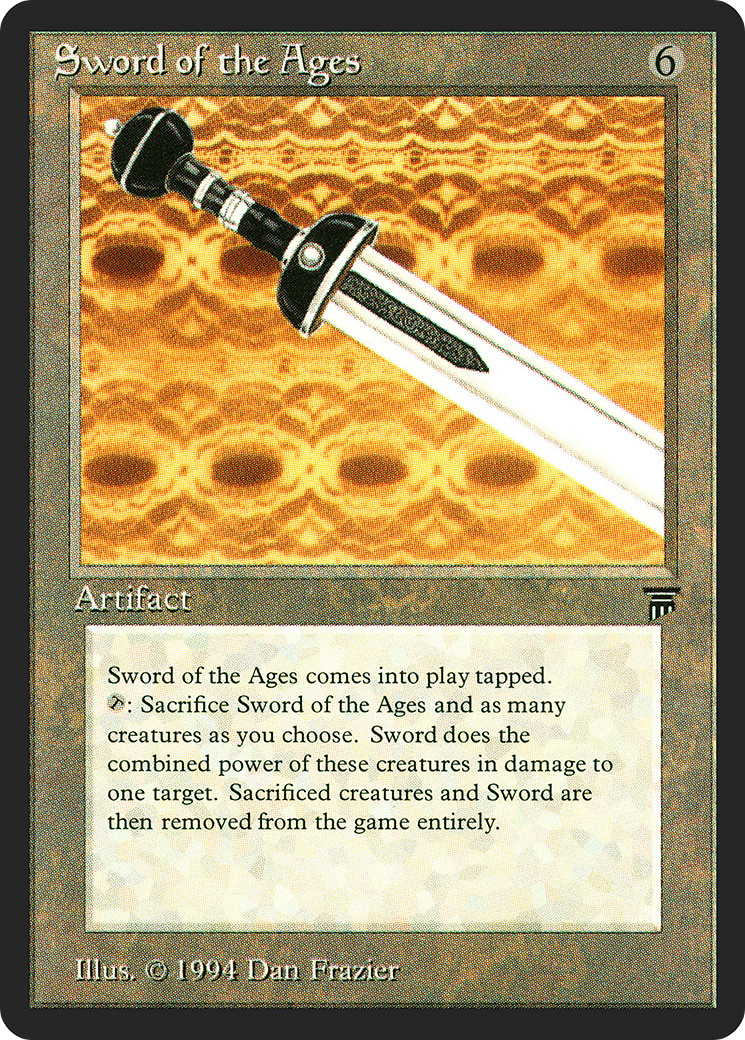 Sword of the Ages
6
Artifact
Sword of the Ages comes into play tapped.
: Sacrifice Sword of the Ages and as many
creatures as you choose. Sword does the
combined power of these creatures in damage to
one target. Sacrificed creatures and Sword are
then removed from the game entirely.
Illus. © 1994 Dan Frazier